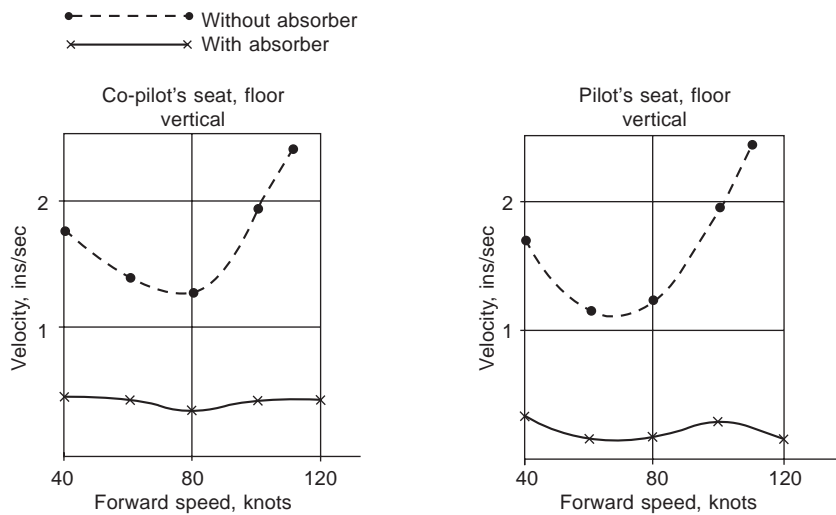 Without absorber
With absorber
Co-pilot's seat, floor
vertical
Velocity, ins/sec
2
1
40
80
120
Forward speed, knots
Pilot's seat, floor
vertical
Velocity, ins/sec
2
1
40
80
120
Forward speed, knots